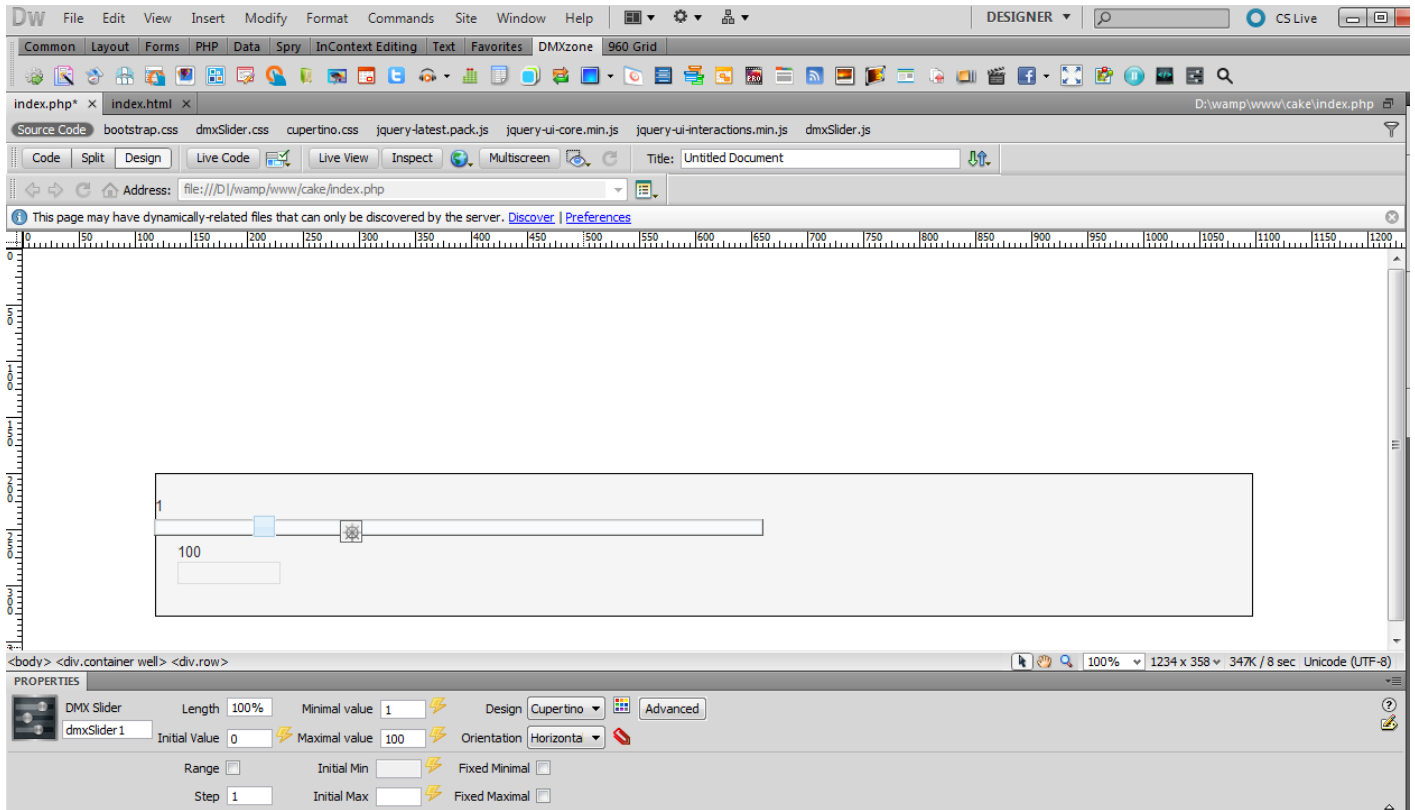 DW File Edit View Insert Modify Format Commands Site Window Help DESIGNER CS Live
Common Layout Forms PHP Data Spry InContext Editing Text Favorites DMXzone 960 Grid
index.php* index.html D:\wamp\www\cake\index.php
Source Code bootstrap.css dmxSlider.css cupertino.css jquery-latest.pack.js jquery-ui-core.min.js jquery-ui-interactions.min.js dmxSlider.js
Code Split Design Live Code Live View Inspect Multiscreen Title: Untitled Document
Address: file:///D|/wamp/www/cake/index.php
This page may have dynamically-related files that can only be discovered by the server. Discover | Preferences
0 50 100 150 200 250 300 350 400 450 500 550 600 650 700 750 800 850 900 950 1000 1050 1100 1150 1200
0
50
100
150
200
1
250
100
300
<body> <div.container well> <div.row> 100% 1234 x 358 347K / 8 sec Unicode (UTF-8)
PROPERTIES
DMX Slider Length 100% Minimal value 1 Design Cupertino Advanced
dmxSlider1 Initial Value 0 Maximal value 100 Orientation Horizonta
Range Initial Min Fixed Minimal
Step 1 Initial Max Fixed Maximal